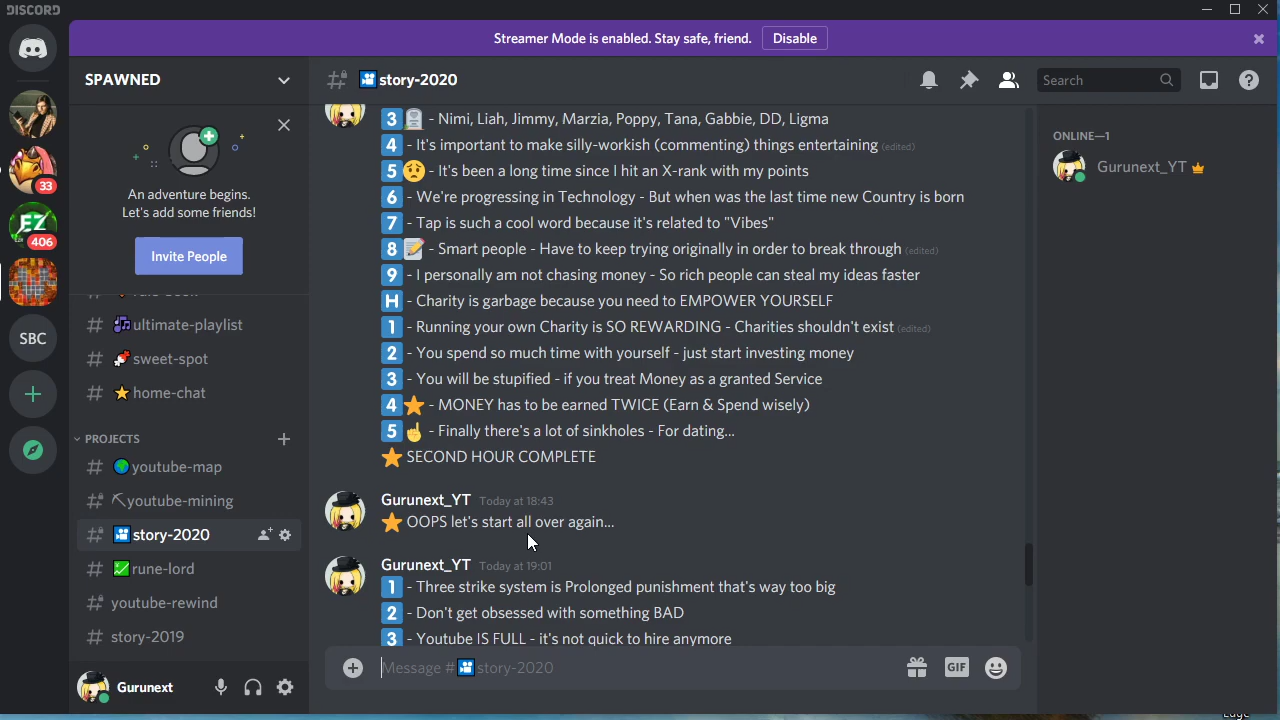 DISCORD
Streamer Mode is enabled. Stay safe, friend. Disable
SPAWNED
story-2020
Search
An adventure begins.
Let's add some friends!
Invite People
33
406
SBC
ultimate-playlist
sweet-spot
home-chat
PROJECTS
youtube-map
youtube-mining
story-2020
rune-lord
youtube-rewind
story-2019
Gurunext
3 - Nimi, Liah, Jimmy, Marzia, Poppy, Tana, Gabbie, DD, Ligma
4 - It's important to make silly-workish (commenting) things entertaining (edited)
5 - It's been a long time since I hit an X-rank with my points
6 - We're progressing in Technology - But when was the last time new Country is born
7 - Tap is such a cool word because it's related to "Vibes"
8 - Smart people - Have to keep trying originally in order to break through (edited)
9 - I personally am not chasing money - So rich people can steal my ideas faster
H - Charity is garbage because you need to EMPOWER YOURSELF
1 - Running your own Charity is SO REWARDING - Charities shouldn't exist (edited)
2 - You spend so much time with yourself - just start investing money
3 - You will be stupified - if you treat Money as a granted Service
4 - MONEY has to be earned TWICE (Earn & Spend wisely)
5 - Finally there's a lot of sinkholes - For dating...
SECOND HOUR COMPLETE
Gurunext_YT Today at 18:43
OOPS let's start all over again...
Gurunext_YT Today at 19:01
1 - Three strike system is Prolonged punishment that's way too big
2 - Don't get obsessed with something BAD
3 - Youtube IS FULL - it's not quick to hire anymore
Message # story-2020
GIF
ONLINE—1
Gurunext_YT